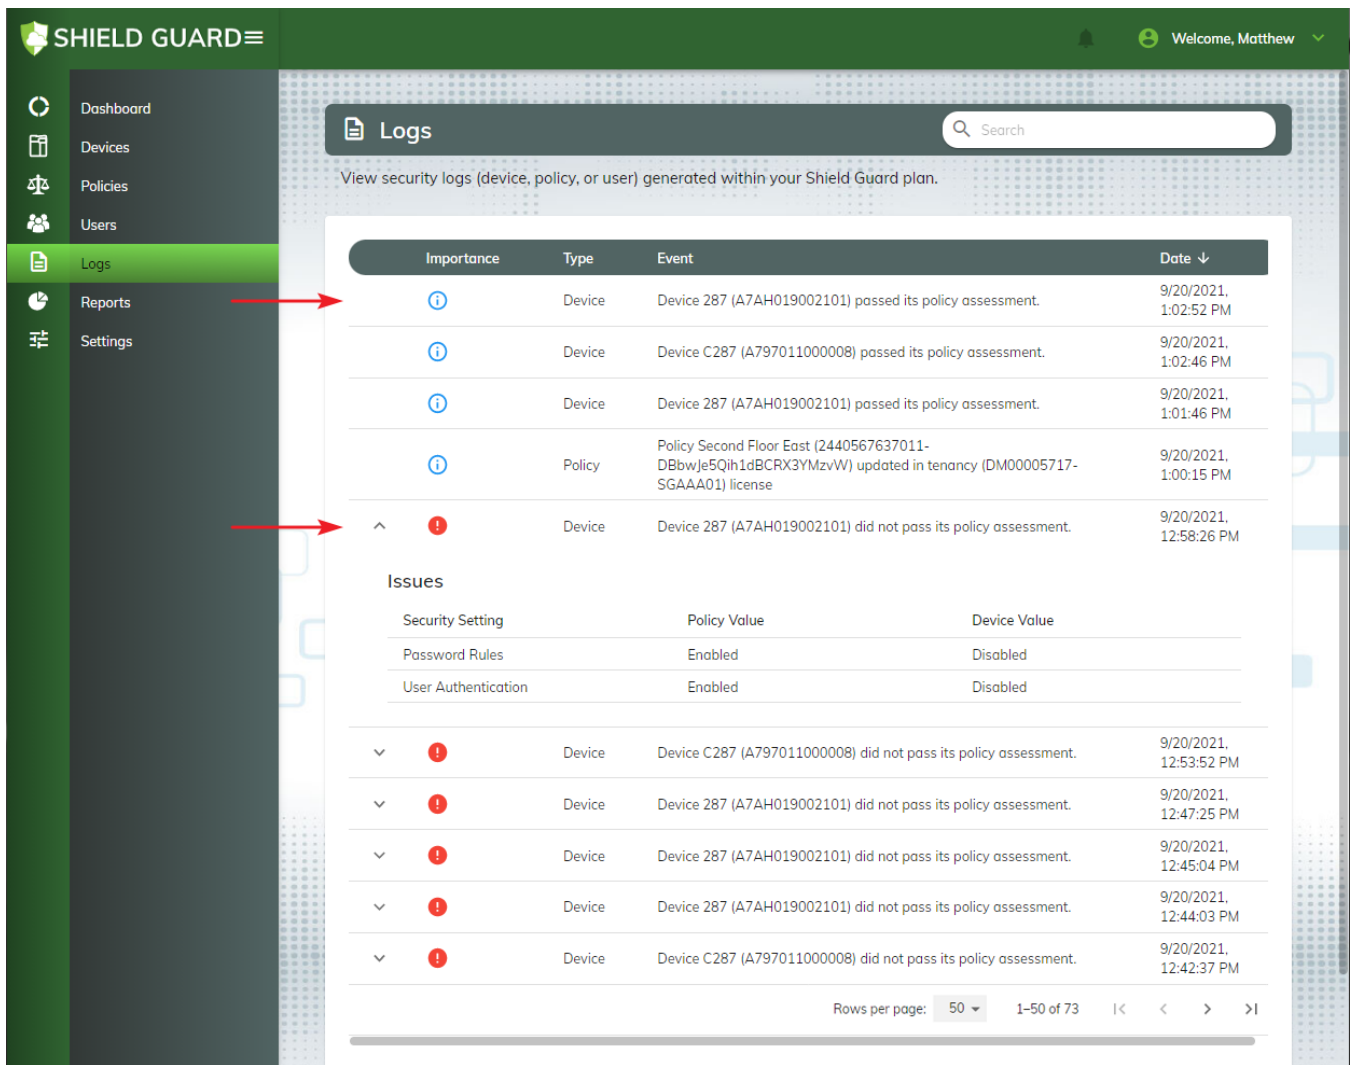 SHIELD GUARD
Welcome, Matthew
Dashboard
Devices
Policies
Users
Logs
Reports
Settings
Logs
Search
View security logs (device, policy, or user) generated within your Shield Guard plan.
Importance Type Event Date
Device Device 287 (A7AH019002101) passed its policy assessment. 9/20/2021,
1:02:52 PM
Device Device C287 (A797011000008) passed its policy assessment. 9/20/2021,
1:02:46 PM
Device Device 287 (A7AH019002101) passed its policy assessment. 9/20/2021,
1:01:46 PM
Policy Second Floor East (2440567637011-
Policy DBbwJe5Qih1dBCRX3YMzvW) updated in tenancy (DM00005717- 9/20/2021,
SGAAA01) license 1:00:15 PM
Device Device 287 (A7AH019002101) did not pass its policy assessment. 9/20/2021,
12:58:26 PM
Issues
Security Setting Policy Value Device Value
Password Rules Enabled Disabled
User Authentication Enabled Disabled
Device Device C287 (A797011000008) did not pass its policy assessment. 9/20/2021,
12:53:52 PM
Device Device 287 (A7AH019002101) did not pass its policy assessment. 9/20/2021,
12:47:25 PM
Device Device 287 (A7AH019002101) did not pass its policy assessment. 9/20/2021,
12:45:04 PM
Device Device 287 (A7AH019002101) did not pass its policy assessment. 9/20/2021,
12:44:03 PM
Device Device C287 (A797011000008) did not pass its policy assessment. 9/20/2021,
12:42:37 PM
Rows per page: 50 1–50 of 73